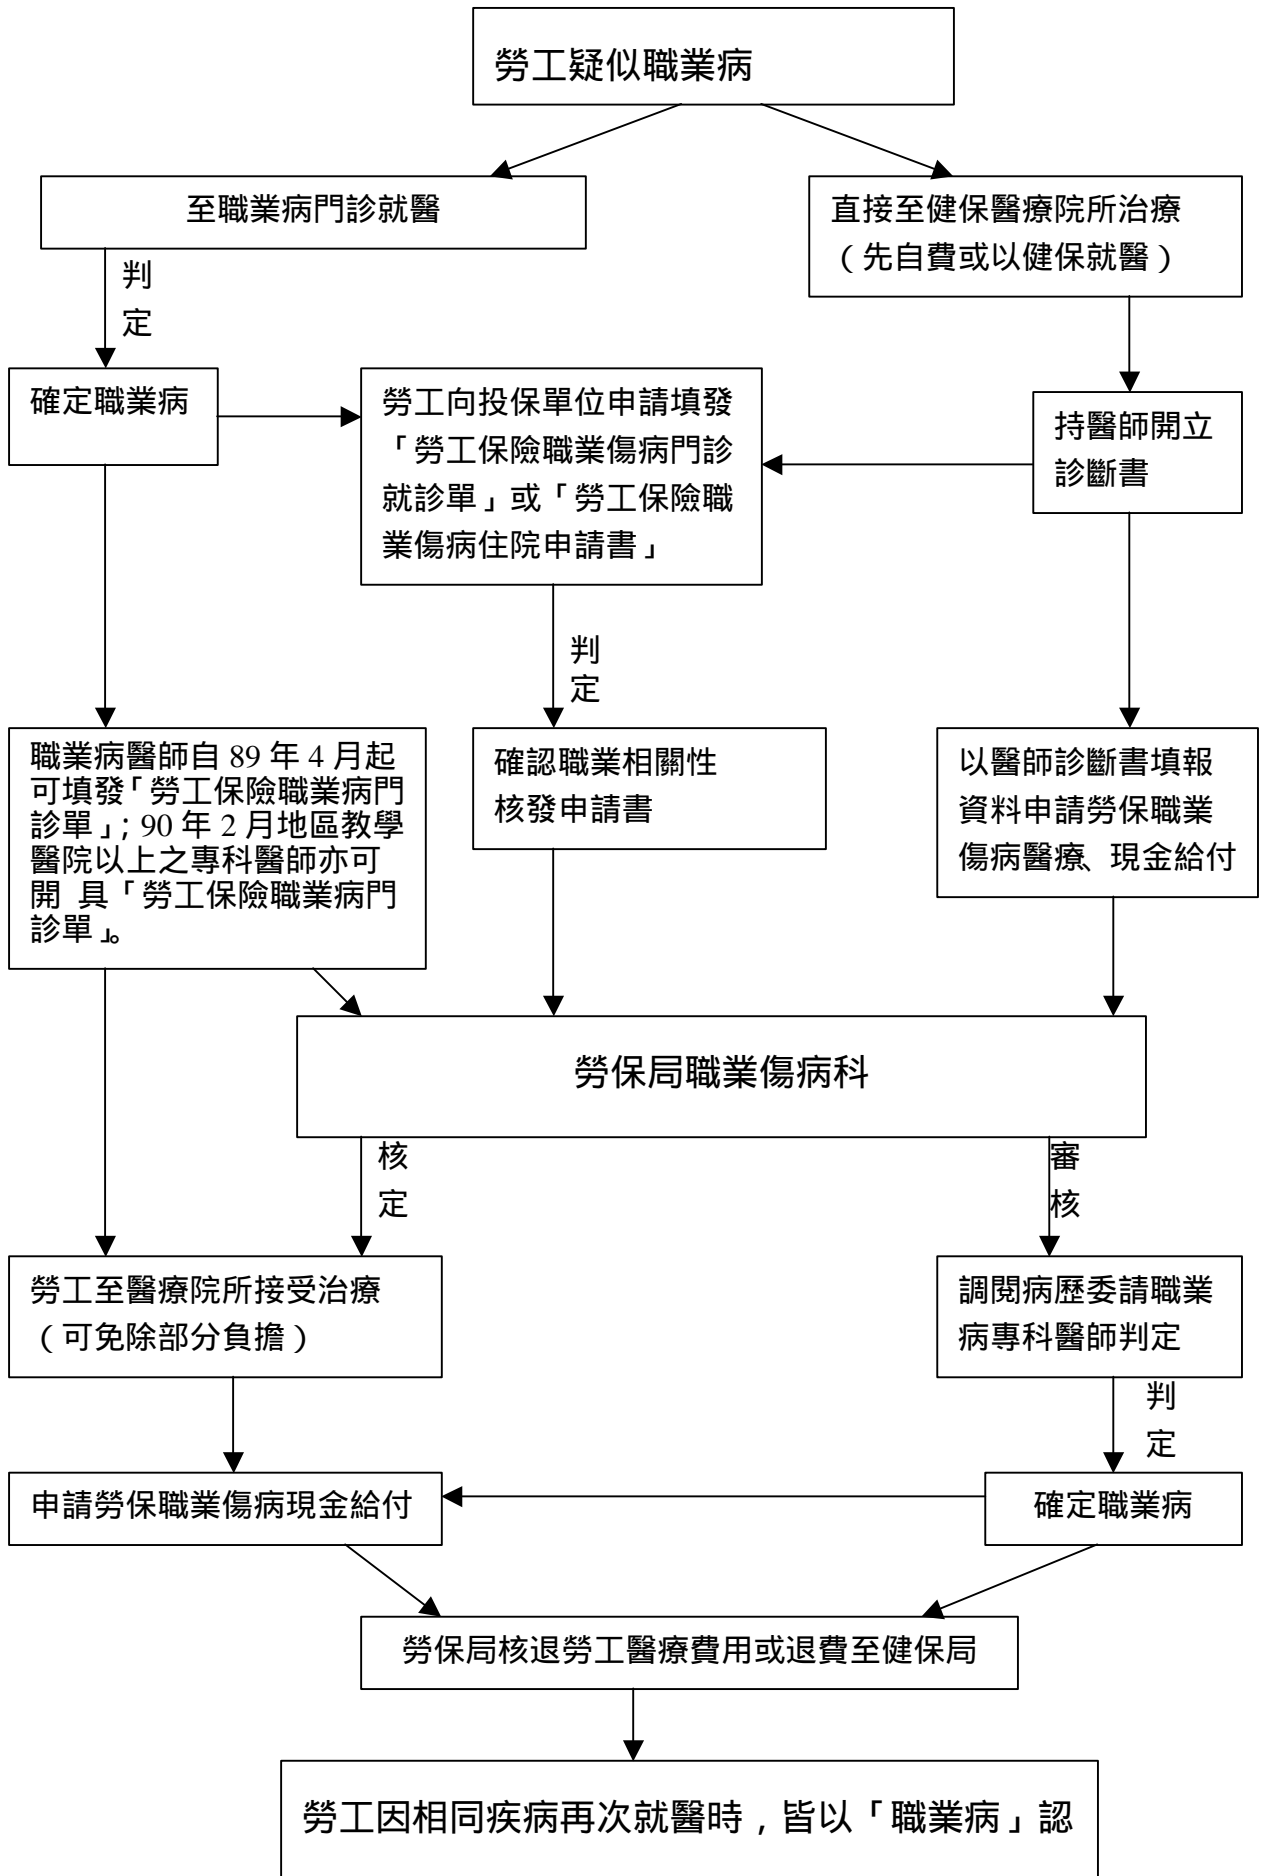 勞工疑似職業病
至職業病門診就醫
直接至健保醫療院所治療
（先自費或以健保就醫）
判
定
確定職業病
勞工向投保單位申請填發
「勞工保險職業傷病門診
就診單」或「勞工保險職
業傷病住院申請書」
持醫師開立
診斷書
判
定
職業病醫師自 89 年 4 月起
可填發「勞工保險職業病門
診單」；90 年 2 月地區教學
醫院以上之專科醫師亦可
開 具「勞工保險職業病門
診單」。
確認職業相關性
核發申請書
以醫師診斷書填報
資料申請勞保職業
傷病醫療、現金給付
勞保局職業傷病科
核
定
審
核
勞工至醫療院所接受治療
（可免除部分負擔）
調閱病歷委請職業
病專科醫師判定
判
定
申請勞保職業傷病現金給付
確定職業病
勞保局核退勞工醫療費用或退費至健保局
勞工因相同疾病再次就醫時，皆以「職業病」認